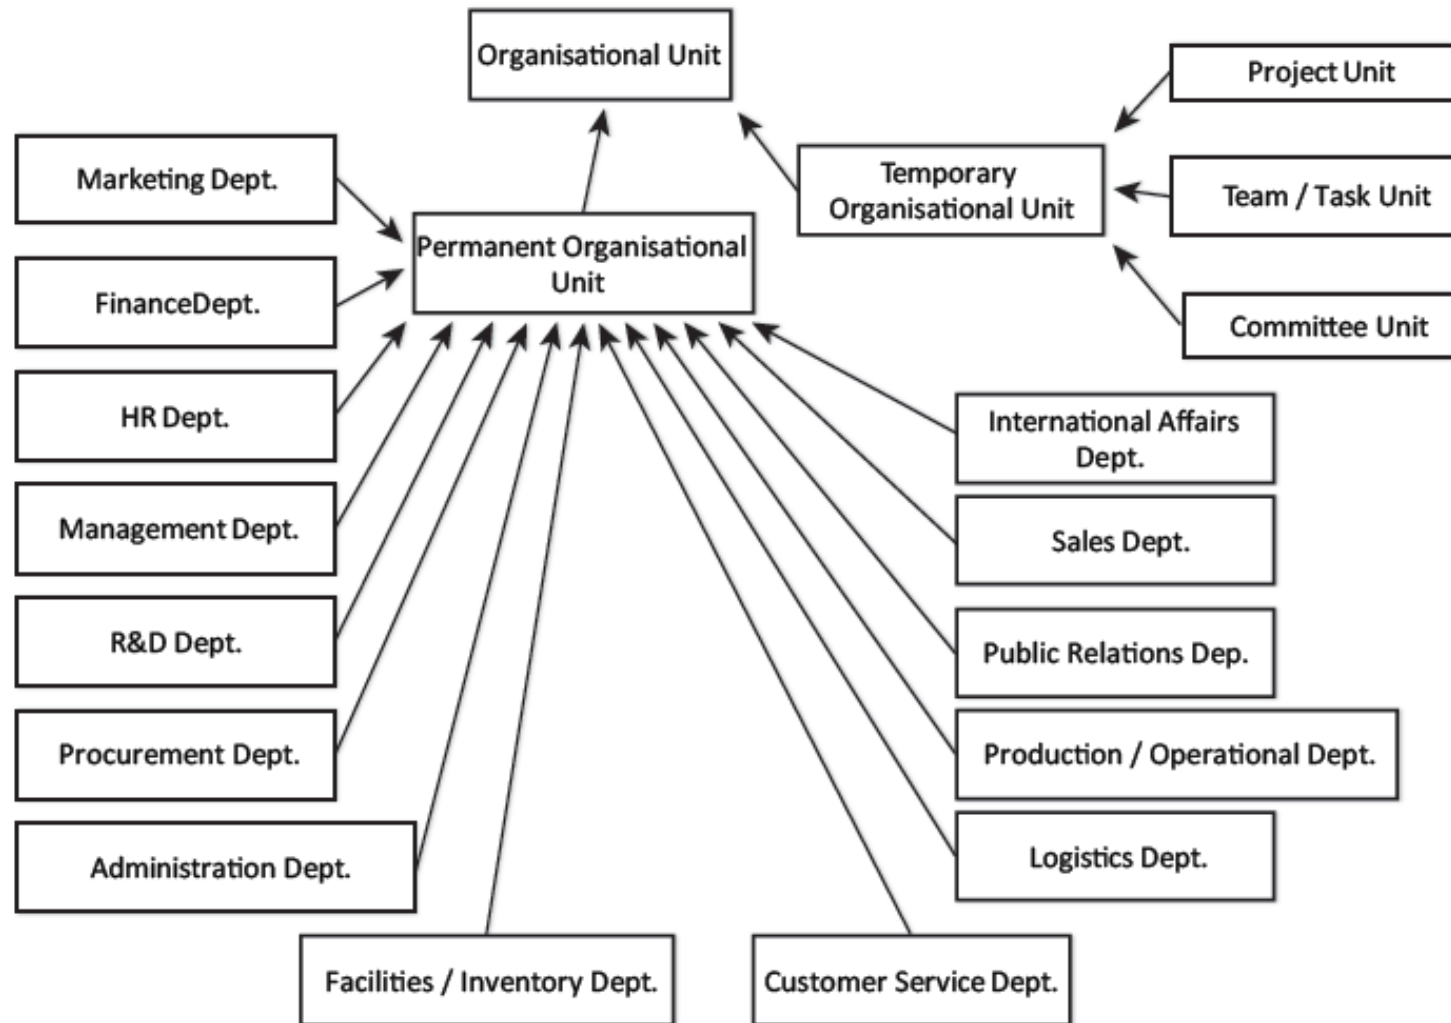 Organisational Unit
Project Unit
Marketing Dept.
Temporary
Organisational Unit
Team / Task Unit
Permanent Organisational
Unit
FinanceDept.
Committee Unit
HR Dept.
International Affairs
Dept.
Management Dept.
Sales Dept.
R&D Dept.
Public Relations Dep.
Procurement Dept.
Production / Operational Dept.
Administration Dept.
Logistics Dept.
Facilities / Inventory Dept.
Customer Service Dept.